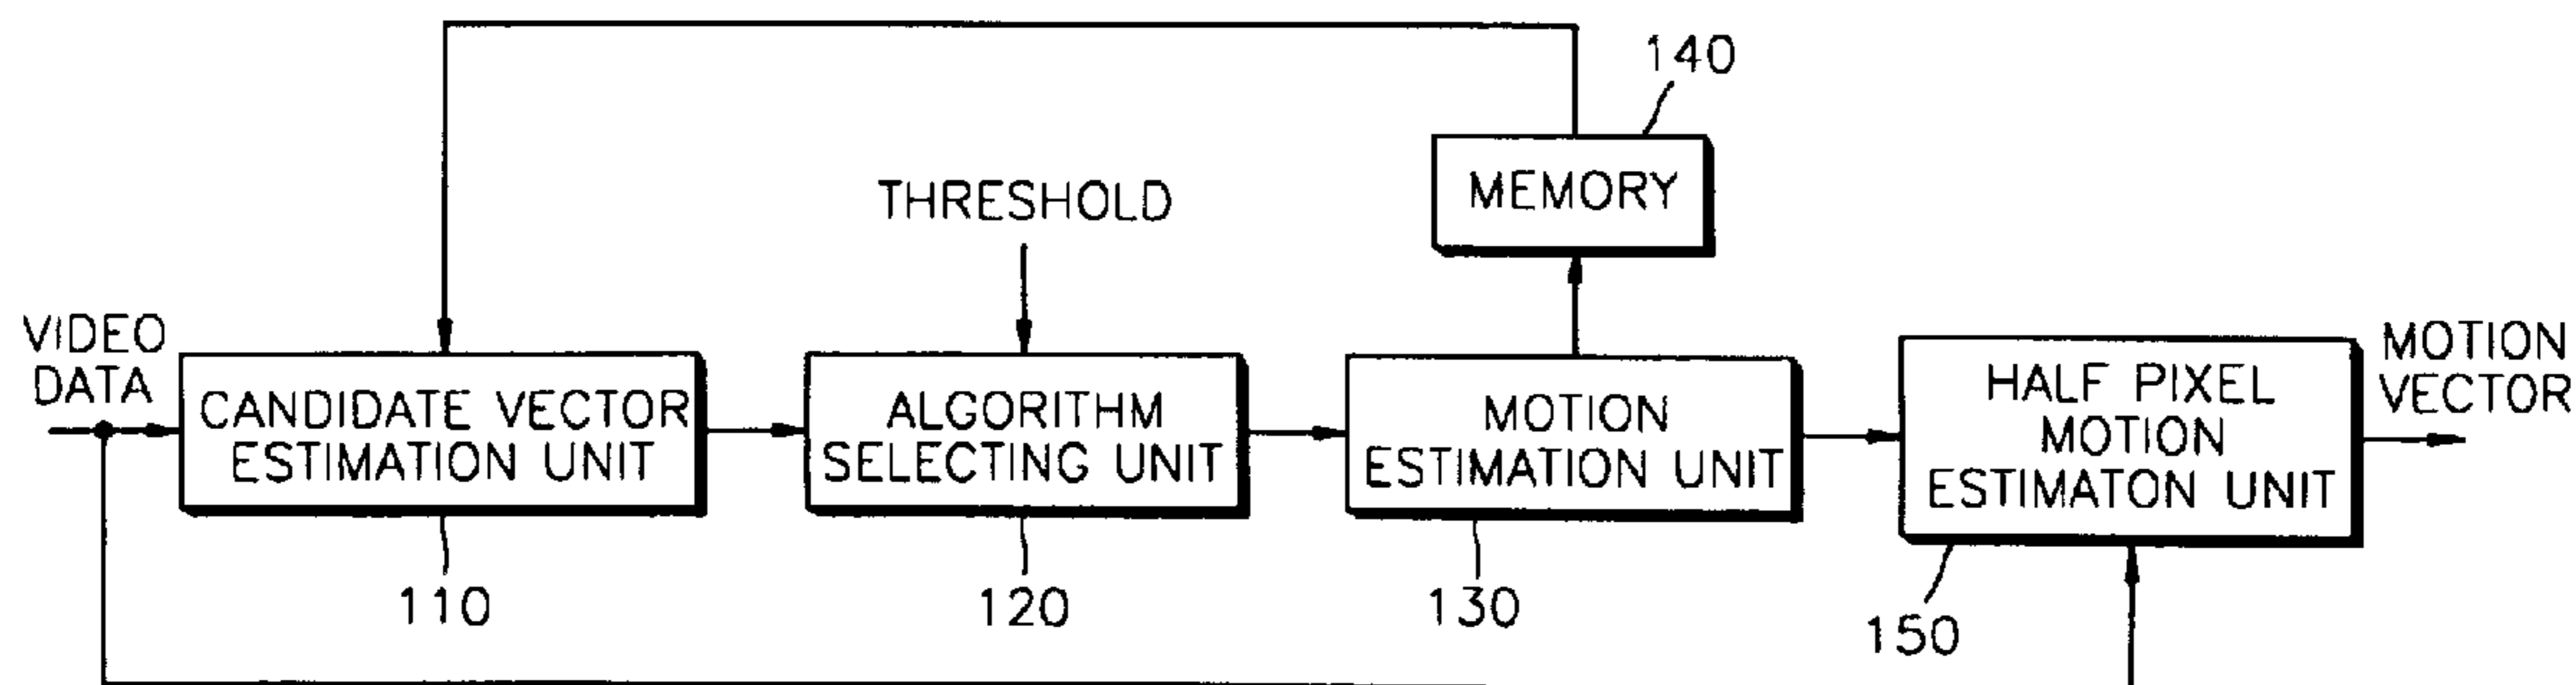 140
MEMORY
THRESHOLD
VIDEO
DATA
CANDIDATE VECTOR
ESTIMATION UNIT
ALGORITHM
SELECTING UNIT
MOTION
ESTIMATION UNIT
HALF PIXEL
MOTION
ESTIMATON UNIT
MOTION
VECTOR
110
120
130
150